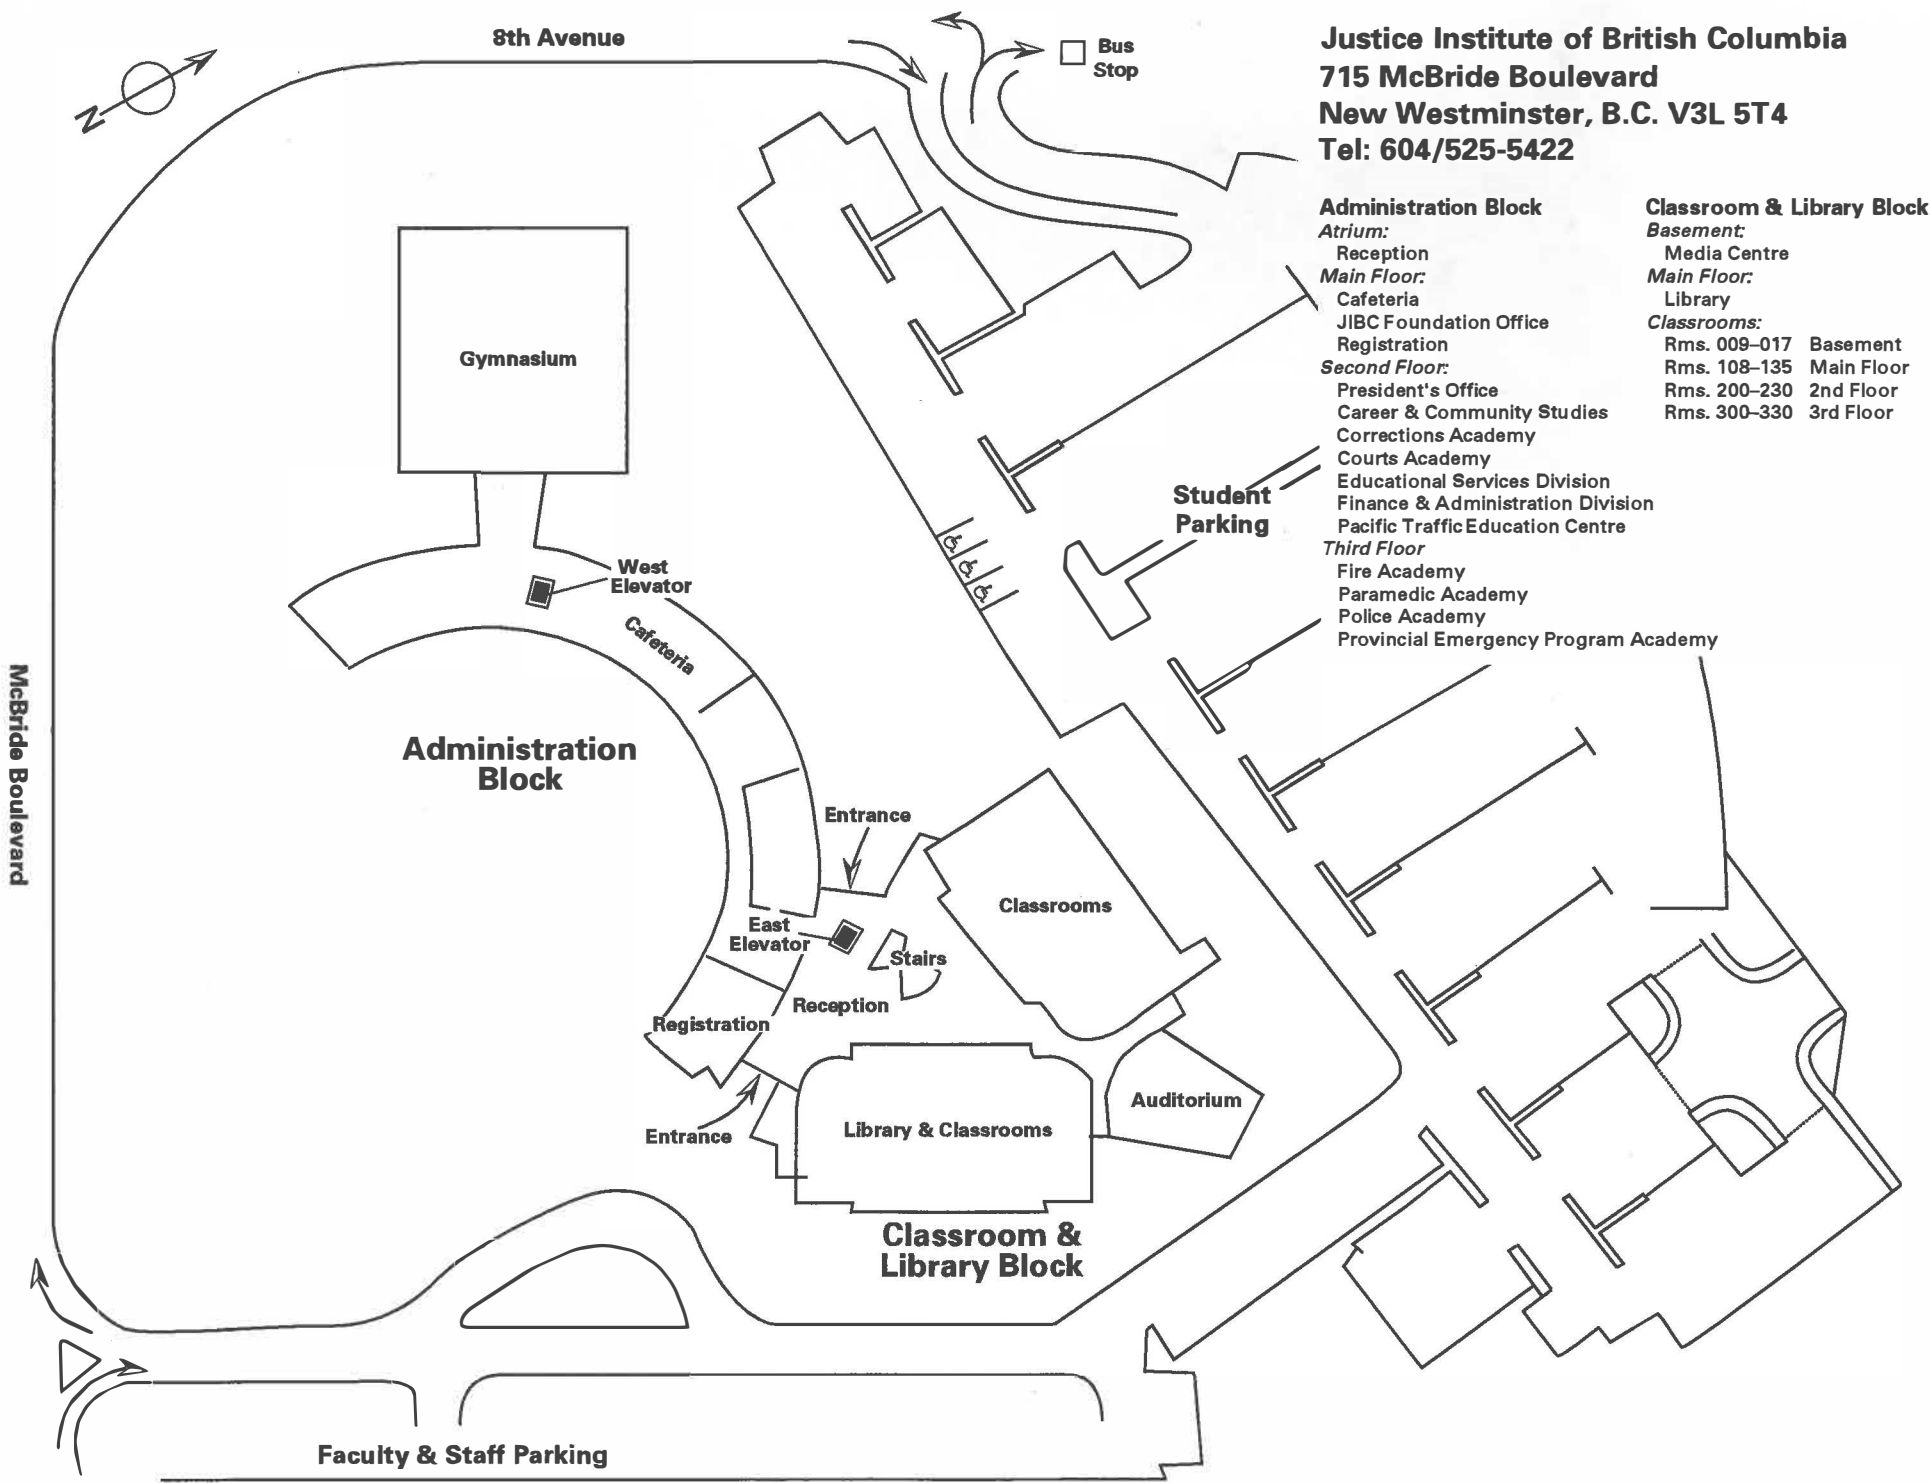 8th Avenue
N
Bus
Stop
Justice Institute of British Columbia
715 McBride Boulevard
New Westminster, B.C. V3L 5T4
Tel: 604/525-5422
Administration Block
Atrium:
Reception
Main Floor:
Cafeteria
JIBC Foundation Office
Registration
Second Floor:
President's Office
Career & Community Studies
Corrections Academy
Courts Academy
Educational Services Division
Finance & Administration Division
Pacific Traffic Education Centre
Third Floor
Fire Academy
Paramedic Academy
Police Academy
Provincial Emergency Program Academy
Classroom & Library Block
Basement:
Media Centre
Main Floor:
Library
Classrooms:
Rms. 009–017 Basement
Rms. 108–135 Main Floor
Rms. 200–230 2nd Floor
Rms. 300–330 3rd Floor
Gymnasium
Student
Parking
West
Elevator
Cafeteria
McBride Boulevard
Administration
Block
Entrance
Classrooms
East
Elevator
Stairs
Reception
Registration
Auditorium
Entrance
Library & Classrooms
Classroom &
Library Block
Faculty & Staff Parking